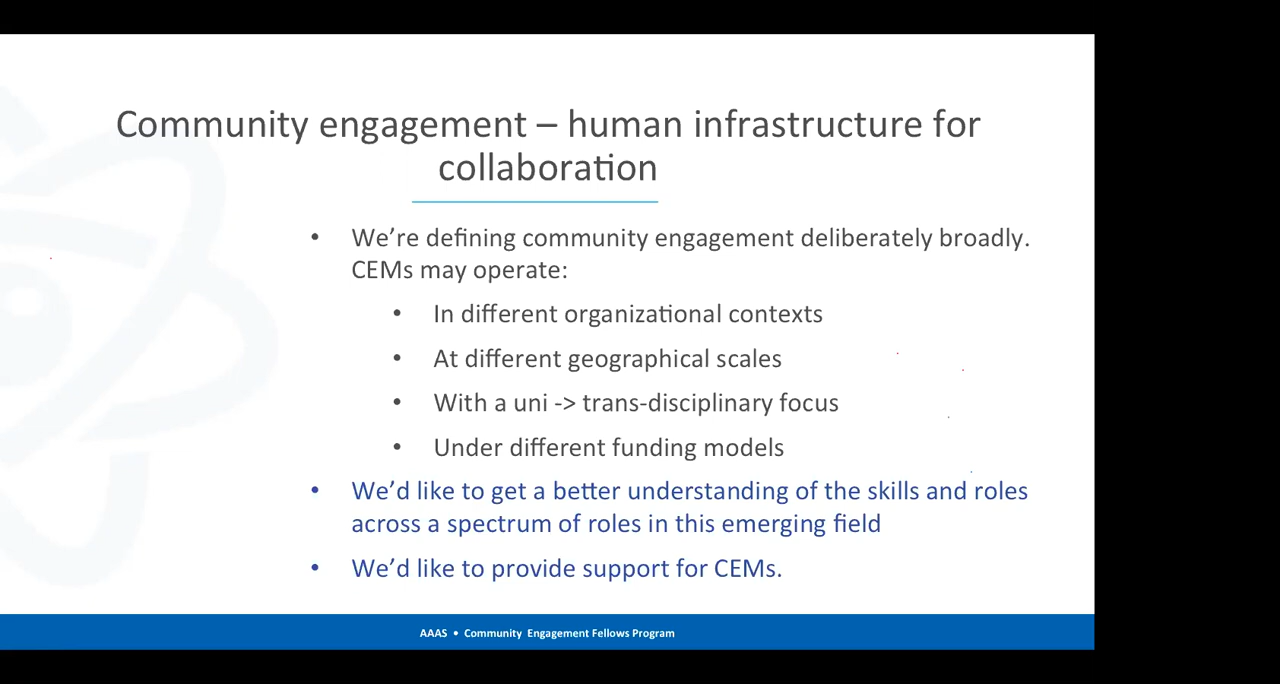 Community engagement – human infrastructure for
collaboration
• We're defining community engagement deliberately broadly.
CEMs may operate:
• In different organizational contexts
• At different geographical scales
• With a uni -> trans-disciplinary focus
• Under different funding models
• We'd like to get a better understanding of the skills and roles
across a spectrum of roles in this emerging field
• We'd like to provide support for CEMs.
AAAS • Community Engagement Fellows Program